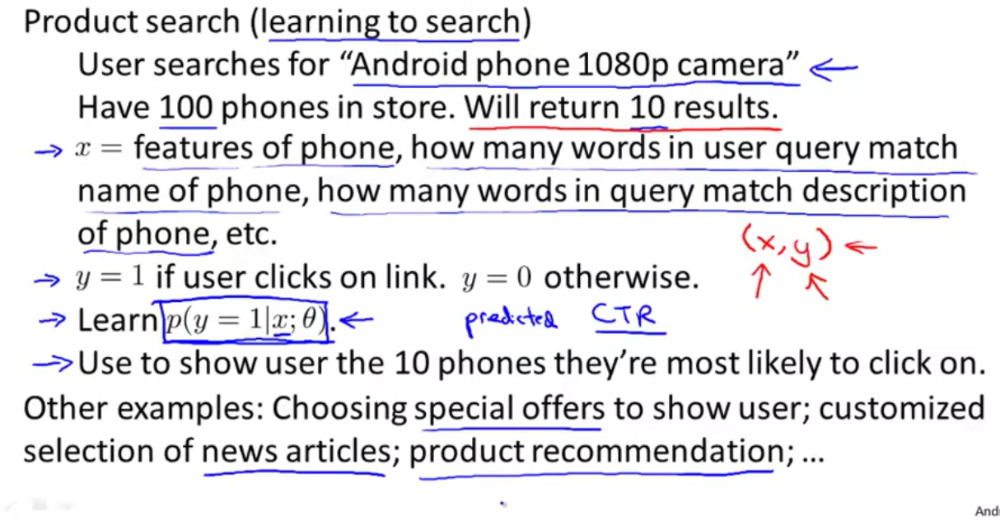 Product search (learning to search)
User searches for “Android phone 1080p camera”
Have 100 phones in store. Will return 10 results.
x = features of phone, how many words in user query match
name of phone, how many words in query match description
of phone, etc.
(x, y)
y = 1 if user clicks on link. y = 0 otherwise.
Learn p(y = 1|x; θ). predicted CTR
Use to show user the 10 phones they’re most likely to click on.
Other examples: Choosing special offers to show user; customized
selection of news articles; product recommendation; ...